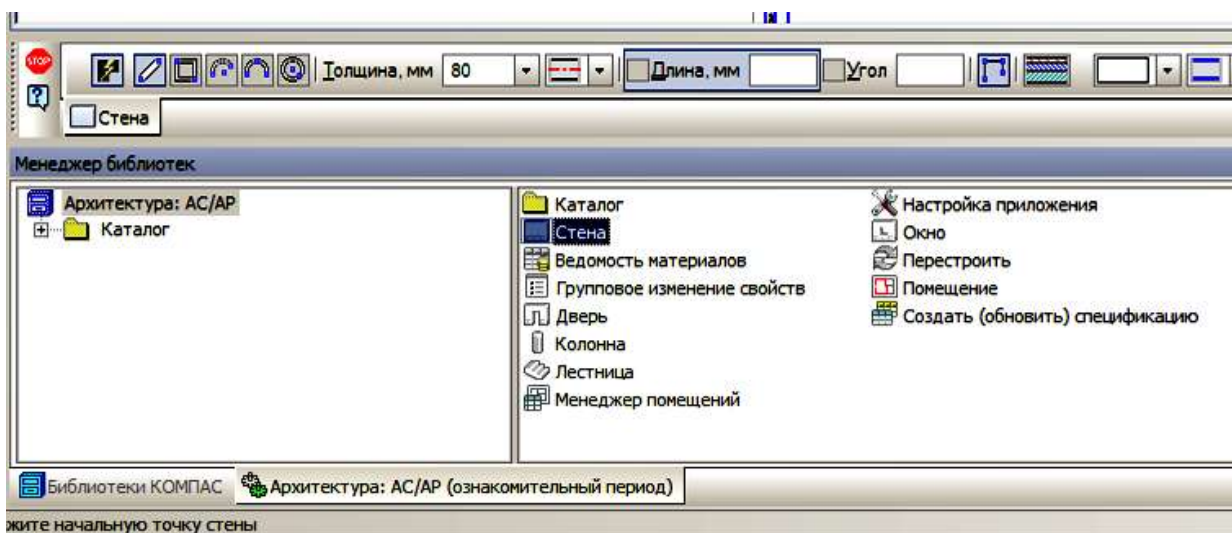 STOP
Толщина, мм 80 Длина, мм Угол
Стена
Менеджер библиотек
Архитектура: АС/АР
Каталог
Каталог
Стена
Ведомость материалов
Групповое изменение свойств
Дверь
Колонна
Лестница
Менеджер помещений
Настройка приложения
Окно
Перестроить
Помещение
Создать (обновить) спецификацию
Библиотеки КОМПАС Архитектура: АС/АР (ознакомительный период)
жите начальную точку стены